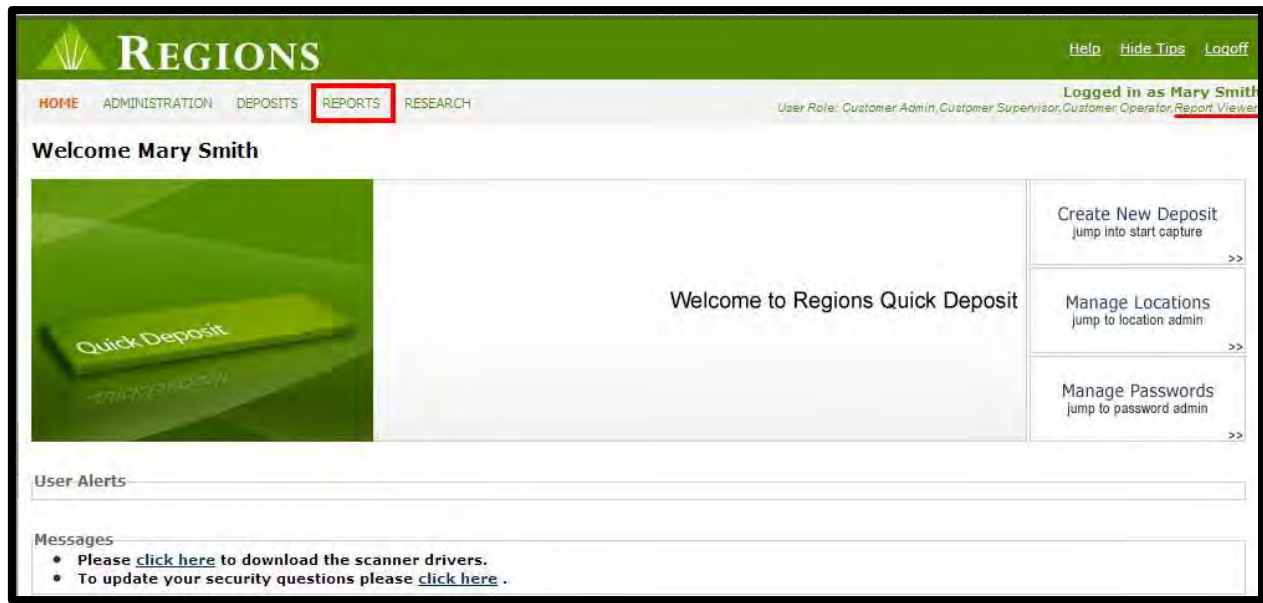 REGIONS
Help Hide Tips Logoff
HOME ADMINISTRATION DEPOSITS REPORTS RESEARCH
Logged in as Mary Smith
User Role: Customer Admin,Customer Supervisor,Customer Operator,Report Viewer
Welcome Mary Smith
Quick Deposit
Welcome to Regions Quick Deposit
Create New Deposit
jump into start capture
>>
Manage Locations
jump to location admin
>>
Manage Passwords
jump to password admin
>>
User Alerts
Messages
• Please click here to download the scanner drivers.
• To update your security questions please click here .